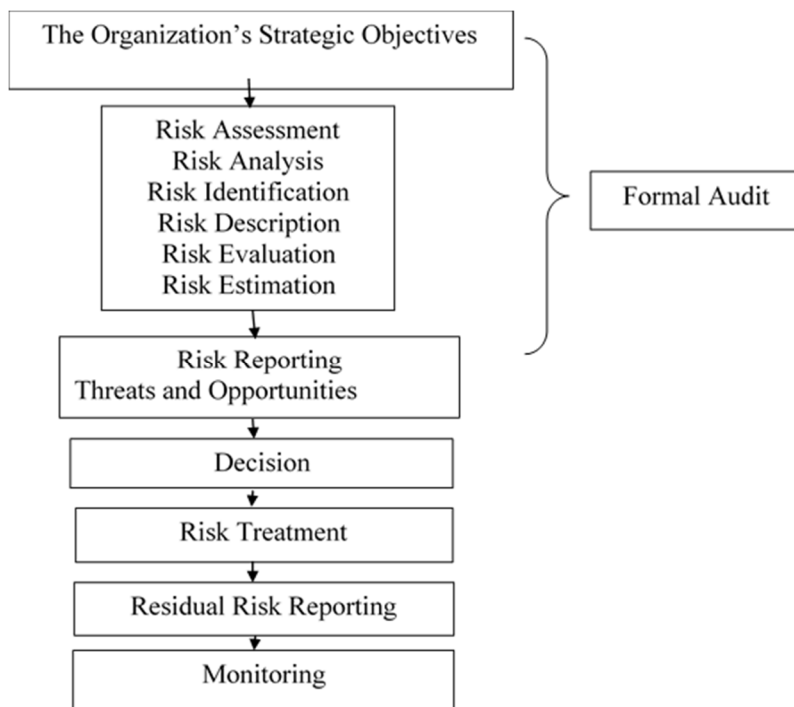 The Organization’s Strategic Objectives
Risk Assessment
Risk Analysis
Risk Identification
Risk Description
Risk Evaluation
Risk Estimation
Formal Audit
Risk Reporting
Threats and Opportunities
Decision
Risk Treatment
Residual Risk Reporting
Monitoring